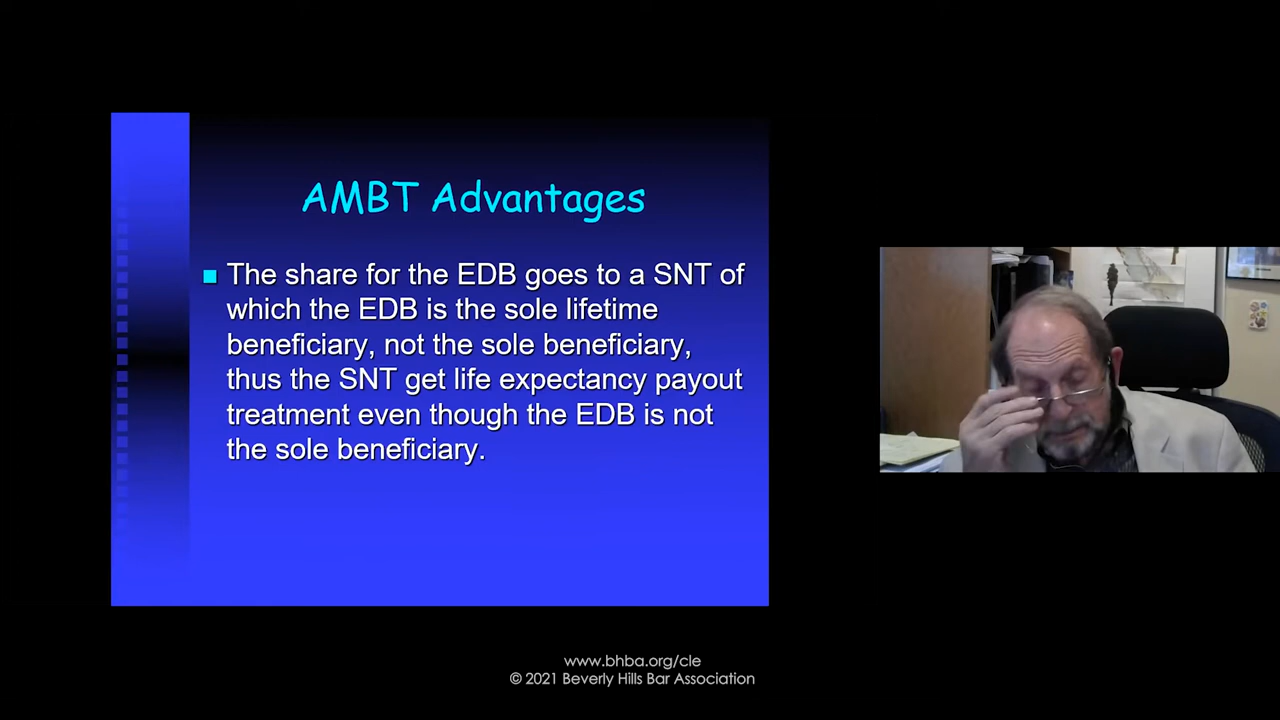 AMBT Advantages
The share for the EDB goes to a SNT of
which the EDB is the sole lifetime
beneficiary, not the sole beneficiary,
thus the SNT get life expectancy payout
treatment even though the EDB is not
the sole beneficiary.
www.bhba.org/cle
© 2021 Beverly Hills Bar Association